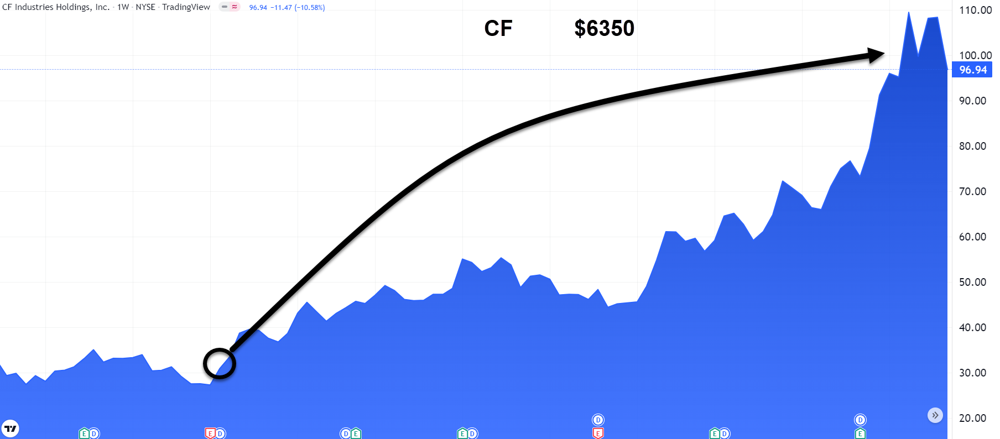 CF Industries Holdings, Inc. · 1W · NYSE · TradingView 96.94 −11.47 (−10.58%)
CF $6350
110.00
100.00
96.94
90.00
80.00
70.00
60.00
50.00
40.00
30.00
20.00
D D
E D E D D E E D E E D E